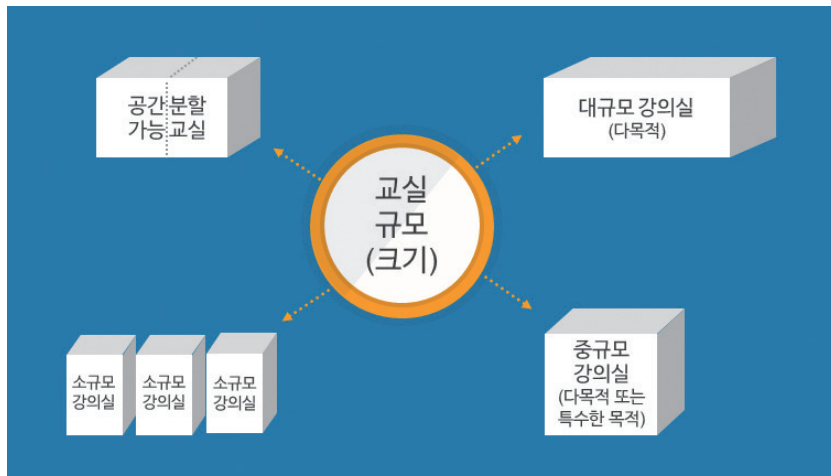 공간 분할
가능 교실
대규모 강의실
(다목적)
교실
규모
(크기)
소규모
강의실
소규모
강의실
소규모
강의실
중규모
강의실
(다목적 또는
특수한 목적)